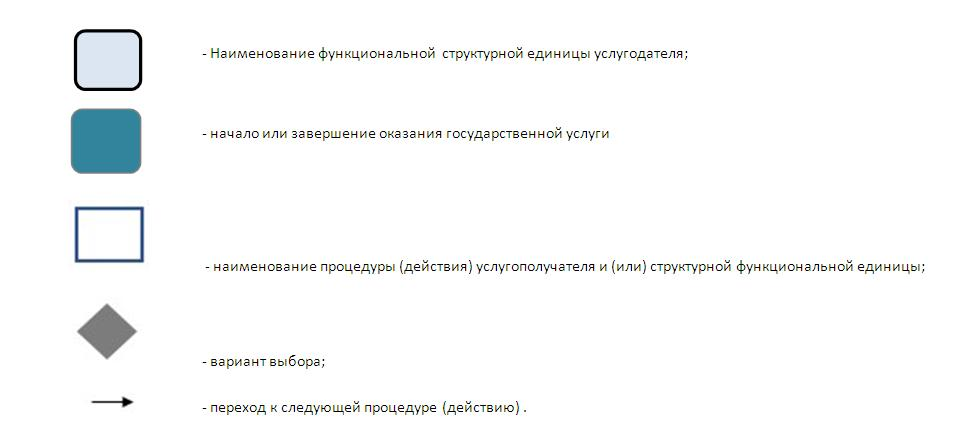 - Наименование функциональной структурной единицы услугодателя;
- начало или завершение оказания государственной услуги
- наименование процедуры (действия) услугополучателя и (или) структурной функциональной единицы;
- вариант выбора;
- переход к следующей процедуре (действию) .